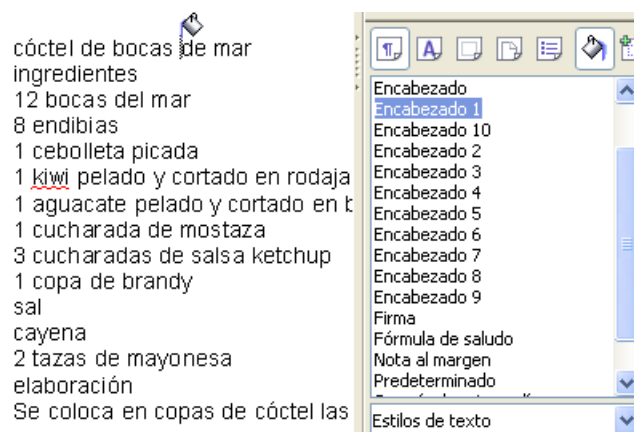 cóctel de bocas de mar
ingredientes
12 bocas del mar
8 endibias
1 cebolleta picada
1 kiwi pelado y cortado en rodaja
1 aguacate pelado y cortado en
1 cucharada de mostaza
3 cucharadas de salsa ketchup
1 copa de brandy
sal
cayena
2 tazas de mayonesa
elaboración
Se coloca en copas de cóctel las
Encabezado
Encabezado 1
Encabezado 10
Encabezado 2
Encabezado 3
Encabezado 4
Encabezado 5
Encabezado 6
Encabezado 7
Encabezado 8
Encabezado 9
Firma
Fórmula de saludo
Nota al margen
Predeterminado
Estilos de texto